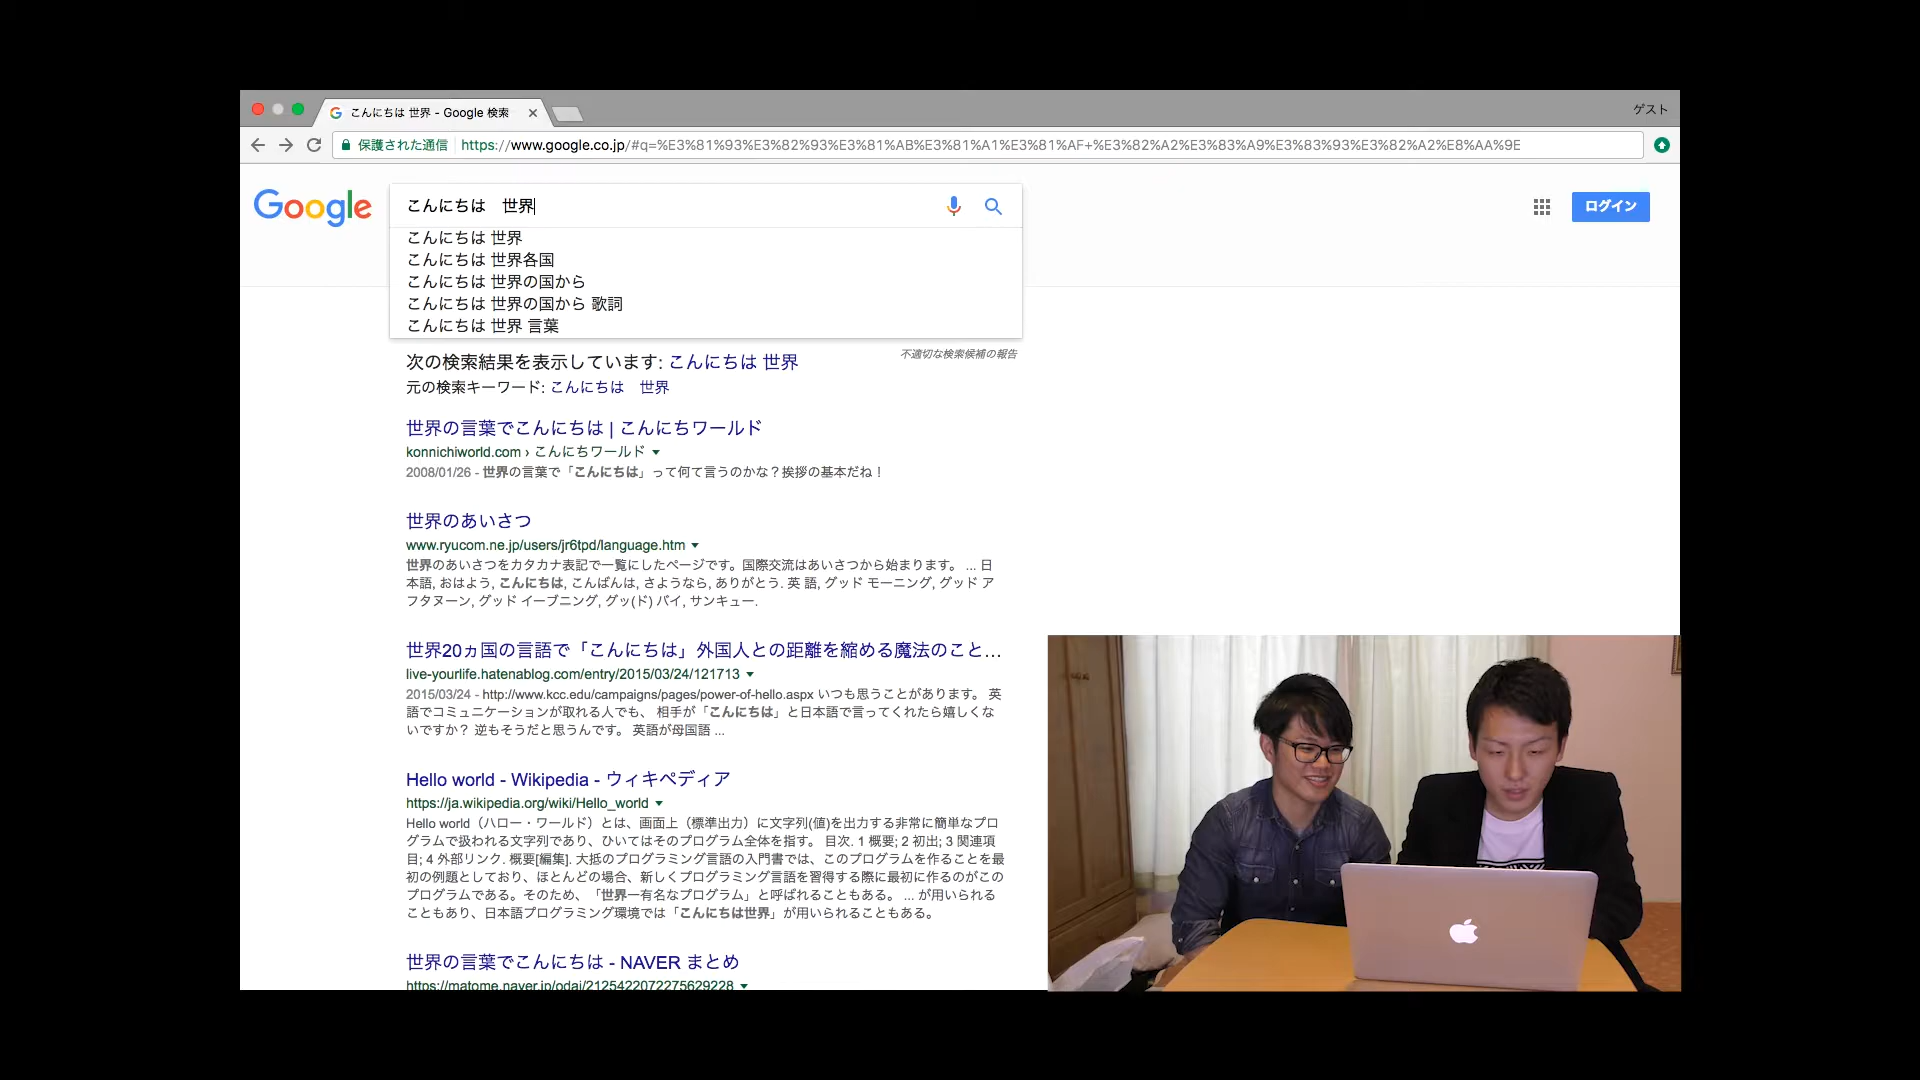 こんにちは 世界 - Google 検索
ゲスト
保護された通信 https://www.google.co.jp/#q=%E3%81%93%E3%82%93%E3%81%AB%E3%81%A1%E3%81%AF+%E3%82%A2%E3%83%A9%E3%83%93%E3%82%A2%E8%AA%9E
Google
こんにちは　世界
ログイン
こんにちは 世界
こんにちは 世界各国
こんにちは 世界の国から
こんにちは 世界の国から 歌詞
こんにちは 世界 言葉
不適切な検索候補の報告
次の検索結果を表示しています: こんにちは 世界
元の検索キーワード: こんにちは　世界
世界の言葉でこんにちは | こんにちワールド
konnichiworld.com › こんにちワールド
2008/01/26 - 世界の言葉で「こんにちは」って何て言うのかな？挨拶の基本だね！
世界のあいさつ
www.ryucom.ne.jp/users/jr6tpd/language.htm
世界のあいさつをカタカナ表記で一覧にしたページです。国際交流はあいさつから始まります。 ... 日
本語, おはよう, こんにちは, こんばんは, さようなら, ありがとう. 英 語, グッド モーニング, グッド ア
フタヌーン, グッド イーブニング, グッ(ド) バイ, サンキュー.
世界20ヵ国の言語で「こんにちは」外国人との距離を縮める魔法のこと...
live-yourlife.hatenablog.com/entry/2015/03/24/121713
2015/03/24 - http://www.kcc.edu/campaigns/pages/power-of-hello.aspx いつも思うことがあります。 英
語でコミュニケーションが取れる人でも、 相手が「こんにちは」と日本語で言ってくれたら嬉しくな
いですか？ 逆もそうだと思うんです。 英語が母国語 ...
Hello world - Wikipedia - ウィキペディア
https://ja.wikipedia.org/wiki/Hello_world
Hello world（ハロー・ワールド）とは、画面上（標準出力）に文字列(値)を出力する非常に簡単なプロ
グラムで扱われる文字列であり、ひいてはそのプログラム全体を指す。 目次. 1 概要; 2 初出; 3 関連項
目; 4 外部リンク. 概要[編集]. 大抵のプログラミング言語の入門書では、このプログラムを作ることを最
初の例題としており、ほとんどの場合、新しくプログラミング言語を習得する際に最初に作るのがこの
プログラムである。そのため、「世界一有名なプログラム」と呼ばれることもある。 ... が用いられる
こともあり、日本語プログラミング環境では「こんにちは世界」が用いられることもある。
世界の言葉でこんにちは - NAVER まとめ
https://matome.naver.jp/odai/2125422072275629228